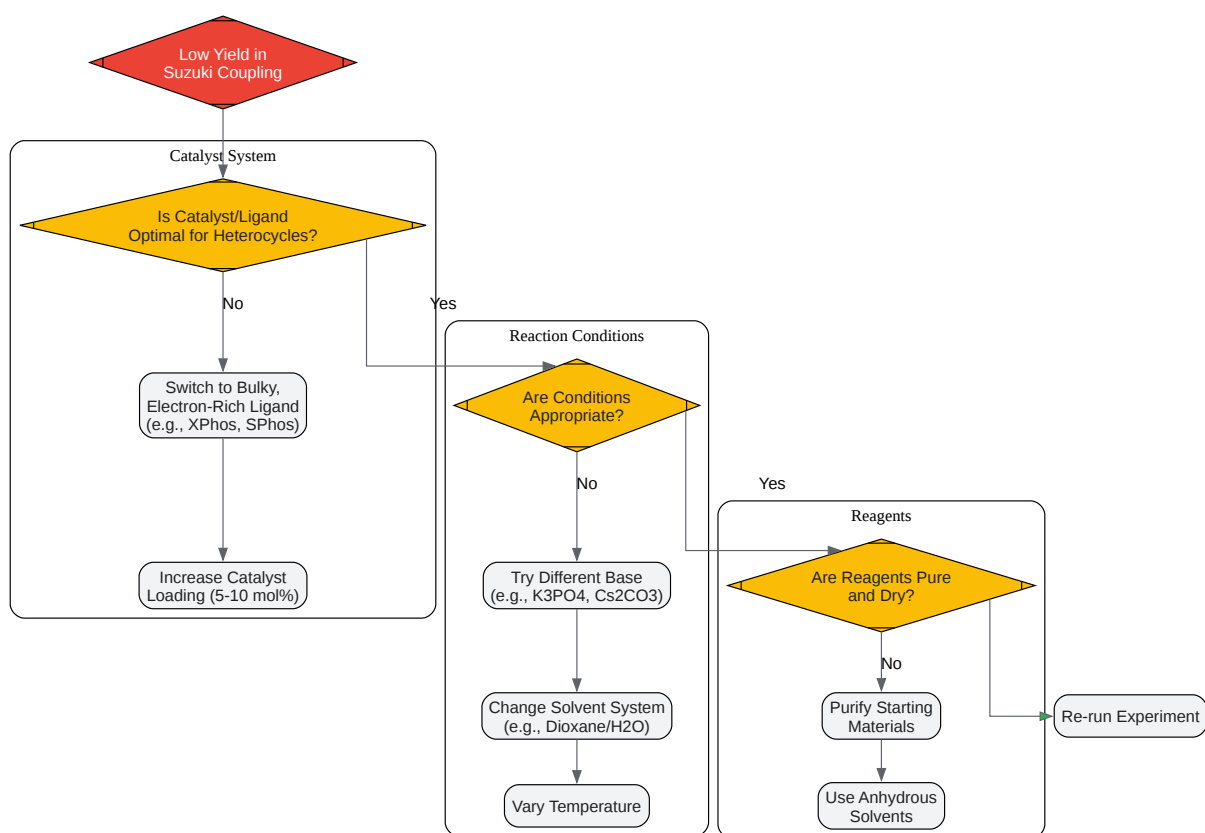 Low Yield in
Suzuki Coupling
Catalyst System
Is Catalyst/Ligand
Optimal for Heterocycles?
No
Yes
Switch to Bulky,
Electron-Rich Ligand
(e.g., XPhos, SPhos)
Increase Catalyst
Loading (5-10 mol%)
Reaction Conditions
Are Conditions
Appropriate?
No
Yes
Try Different Base
(e.g., K3PO4, Cs2CO3)
Change Solvent System
(e.g., Dioxane/H2O)
Vary Temperature
Reagents
Are Reagents Pure
and Dry?
No
Purify Starting
Materials
Use Anhydrous
Solvents
Re-run Experiment